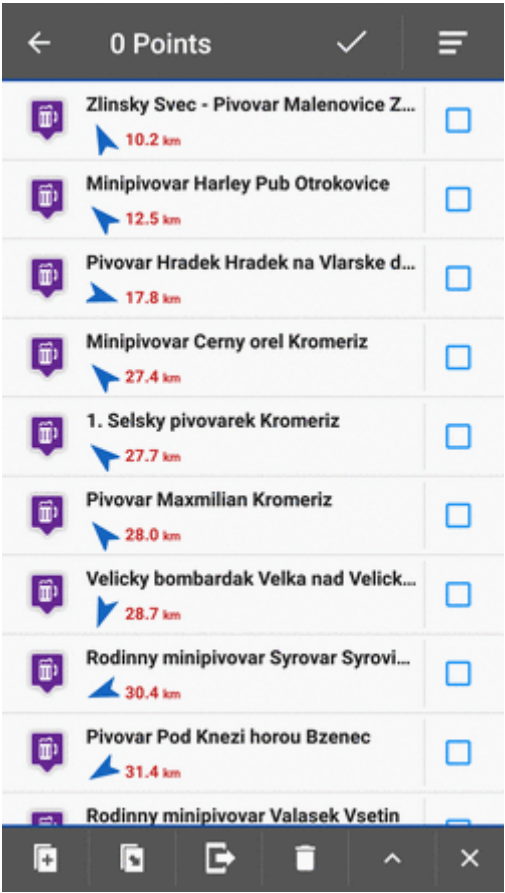 0 Points
Zlinsky Svec - Pivovar Malenovice Z...
10.2 km
Minipivovar Harley Pub Otrokovice
12.5 km
Pivovar Hradek Hradek na Vlarske d...
17.8 km
Minipivovar Cerny orel Kromeriz
27.4 km
1. Selsky pivovarek Kromeriz
27.7 km
Pivovar Maxmilian Kromeriz
28.0 km
Velicky bombardak Velka nad Velick...
28.7 km
Rodinny minipivovar Syrovar Syrovi...
30.4 km
Pivovar Pod Knezi horou Bzenec
31.4 km
Rodinny minipivovar Valasek Vsetin